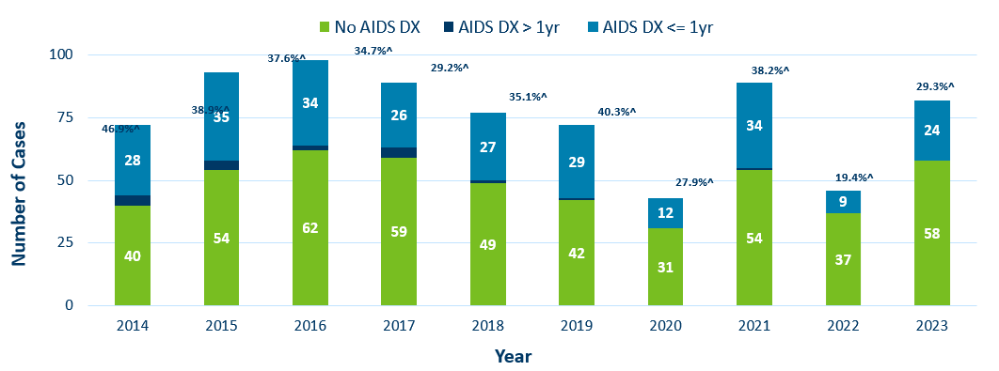 No AIDS DX AIDS DX > 1yr AIDS DX <= 1yr
Number of Cases
100
75
50
25
0
46.9%^
38.9%^
37.6%^
34.7%^
29.2%^
35.1%^
40.3%^
27.9%^
38.2%^
19.4%^
29.3%^
28 35 34 26 27 29 12 34 9 24
40 54 62 59 49 42 31 54 37 58
2014 2015 2016 2017 2018 2019 2020 2021 2022 2023
Year